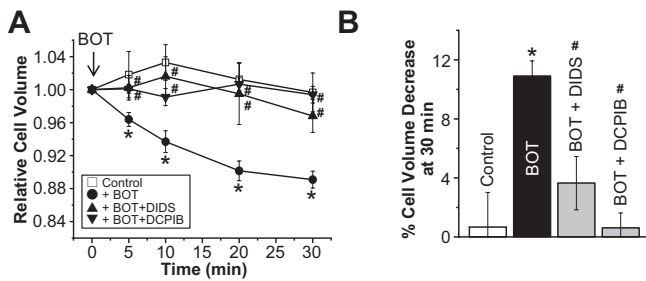 A
BOT
Relative Cell Volume
1.04
1.00
0.96
0.92
0.88
0.84
#
#
#
#
#
#
#
#
*
*
*
*
Control
+ BOT
+ BOT+DIDS
+ BOT+DCPIB
0 5 10 20 30
Time (min)
B
% Cell Volume Decrease
at 30 min
12
8
4
0
Control
*
BOT
#
BOT + DIDS
#
BOT + DCPIB